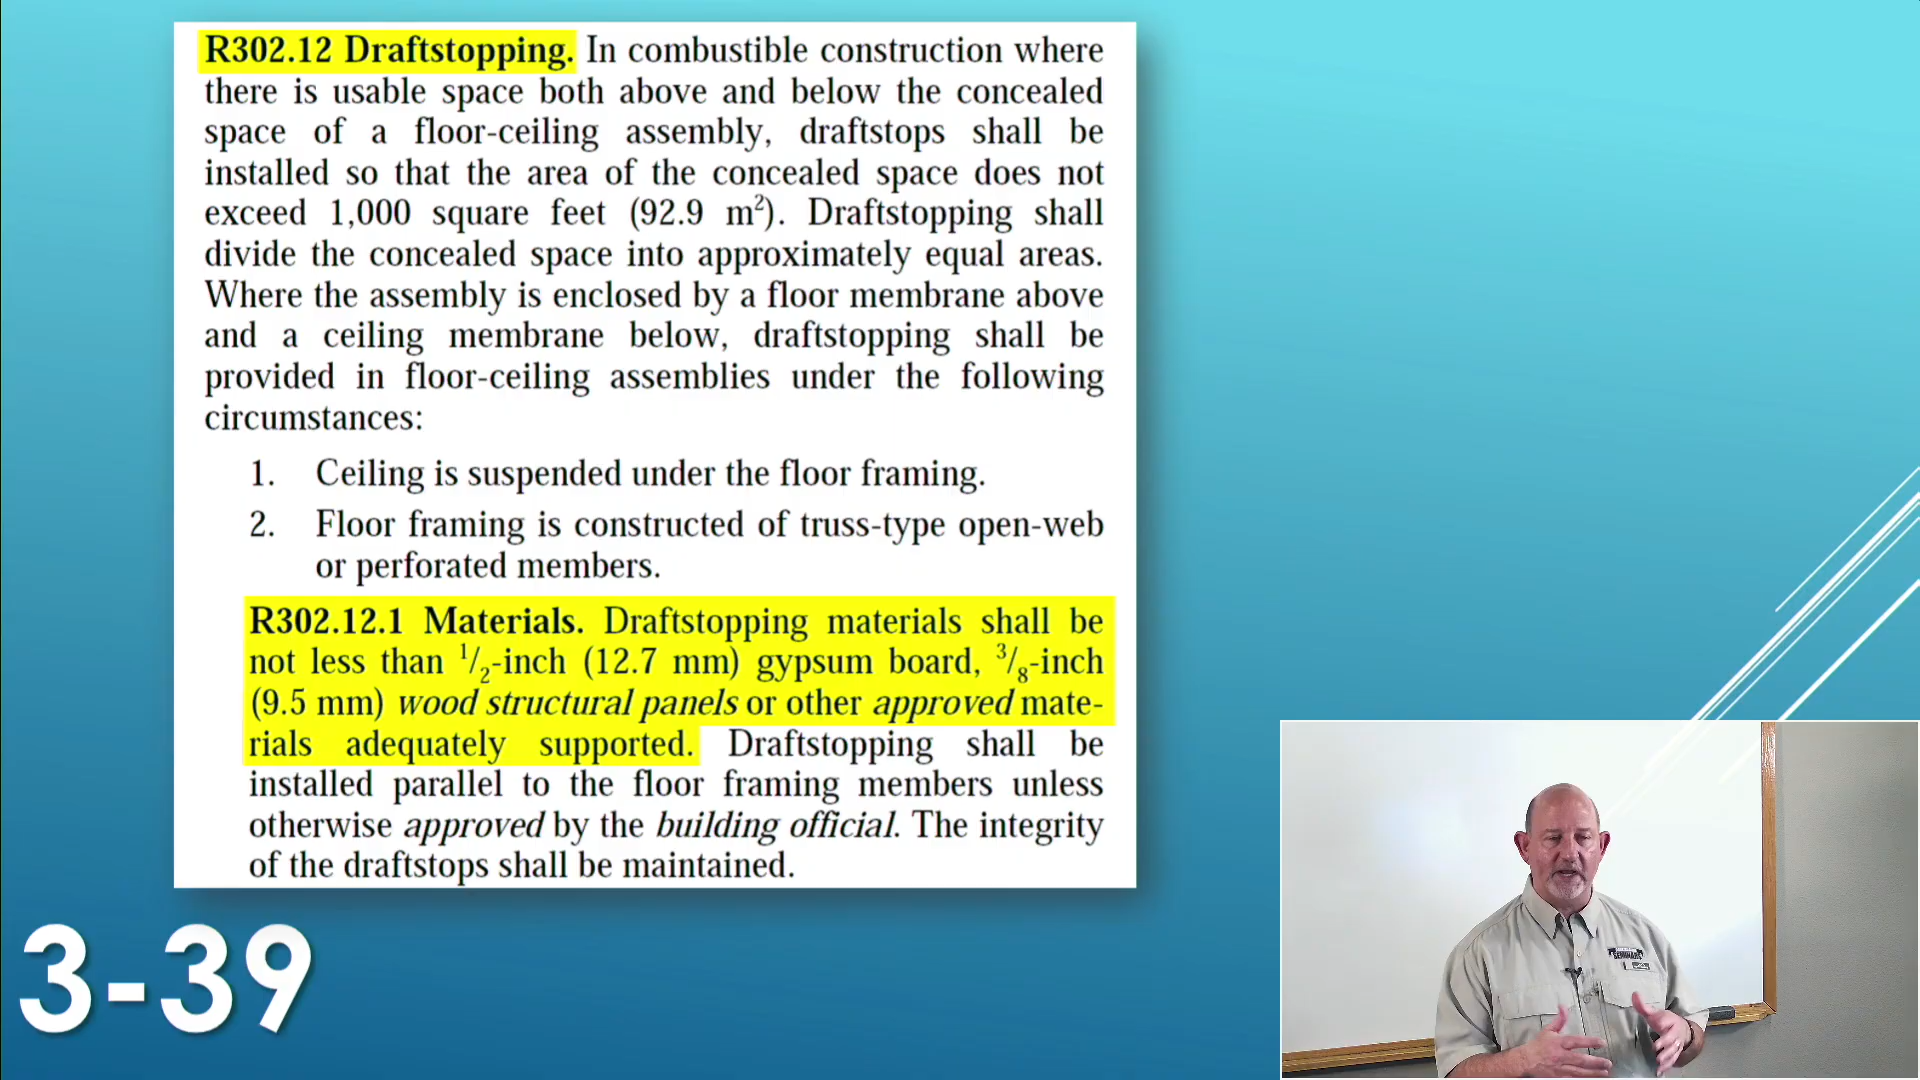 R302.12 Draftstopping. In combustible construction where
there is usable space both above and below the concealed
space of a floor-ceiling assembly, draftstops shall be
installed so that the area of the concealed space does not
exceed 1,000 square feet (92.9 m²). Draftstopping shall
divide the concealed space into approximately equal areas.
Where the assembly is enclosed by a floor membrane above
and a ceiling membrane below, draftstopping shall be
provided in floor-ceiling assemblies under the following
circumstances:
1. Ceiling is suspended under the floor framing.
2. Floor framing is constructed of truss-type open-web
or perforated members.
R302.12.1 Materials. Draftstopping materials shall be
not less than 1/2-inch (12.7 mm) gypsum board, 3/8-inch
(9.5 mm) wood structural panels or other approved mate-
rials adequately supported. Draftstopping shall be
installed parallel to the floor framing members unless
otherwise approved by the building official. The integrity
of the draftstops shall be maintained.
3-39
SEMINARS